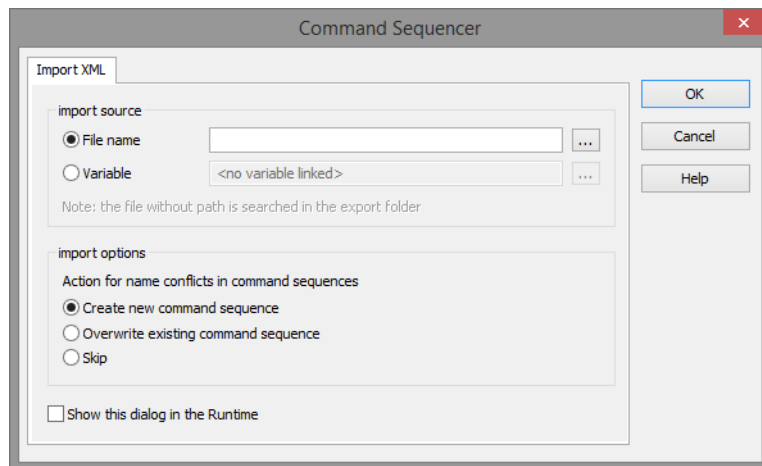 Command Sequencer
Import XML
import source
File name
...
Variable
<no variable linked>
...
Note: the file without path is searched in the export folder
import options
Action for name conflicts in command sequences
Create new command sequence
Overwrite existing command sequence
Skip
Show this dialog in the Runtime
OK
Cancel
Help